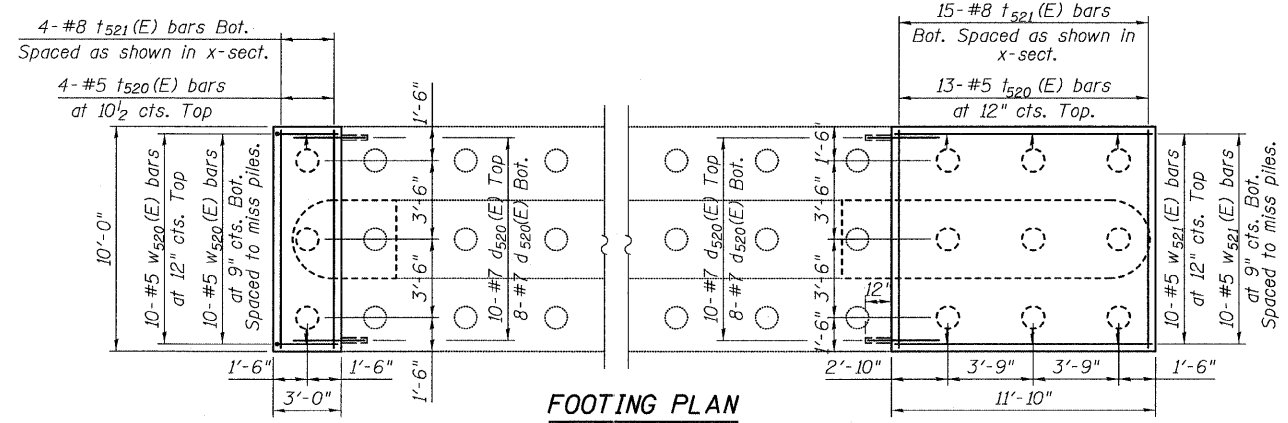 4-#8 t521(E) bars Bot.
Spaced as shown in x-sect.
4-#5 t520(E) bars
at 10½ cts. Top
15-#8 t521(E) bars
Bot. Spaced as shown in
x-sect.
13-#5 t520(E) bars
at 12" cts. Top.
10'-0"
10-#5 w520(E) bars
at 12" cts. Top
10-#5 w520(E) bars
at 9" cts. Bot.
Spaced to miss piles.
1'-6"
3'-6"
3'-6"
1'-6"
10-#7 d520(E) Top
8-#7 d520(E) Bot.
10-#7 d520(E) Top
8-#7 d520(E) Bot.
1'-6"
3'-6"
3'-6"
1'-6"
12"
10-#5 w521(E) bars
at 12" cts. Top
10-#5 w521(E) bars
at 9" cts. Bot.
Spaced to miss piles.
1'-6"
1'-6"
3'-0"
2'-10"
3'-9"
3'-9"
1'-6"
11'-10"
FOOTING PLAN